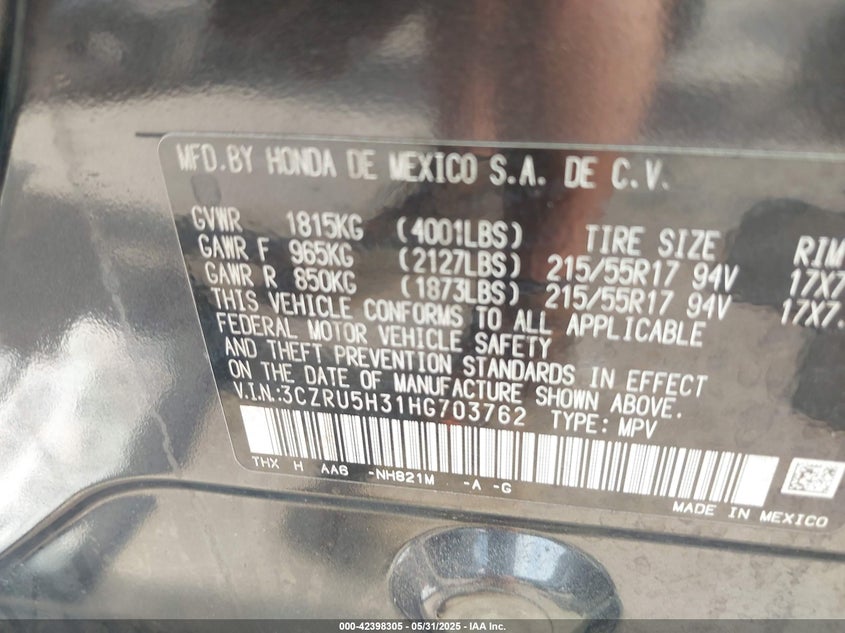 MFD.BY HONDA DE MEXICO S.A. DE C.V.
GVWR 1815KG (4001LBS) TIRE SIZE RIM
GAWR F 965KG (2127LBS) 215/55R17 94V 17X7
GAWR R 850KG (1873LBS) 215/55R17 94V 17X7.
THIS VEHICLE CONFORMS TO ALL APPLICABLE
FEDERAL MOTOR VEHICLE SAFETY
AND THEFT PREVENTION STANDARDS IN EFFECT
ON THE DATE OF MANUFACTURE SHOWN ABOVE.
V.I.N.:3CZRU5H31HG703762 TYPE: MPV
THX H AA6 -NH821M -A -G
MADE IN MEXICO
000-42398305 - 05/31/2025 - IAA Inc.